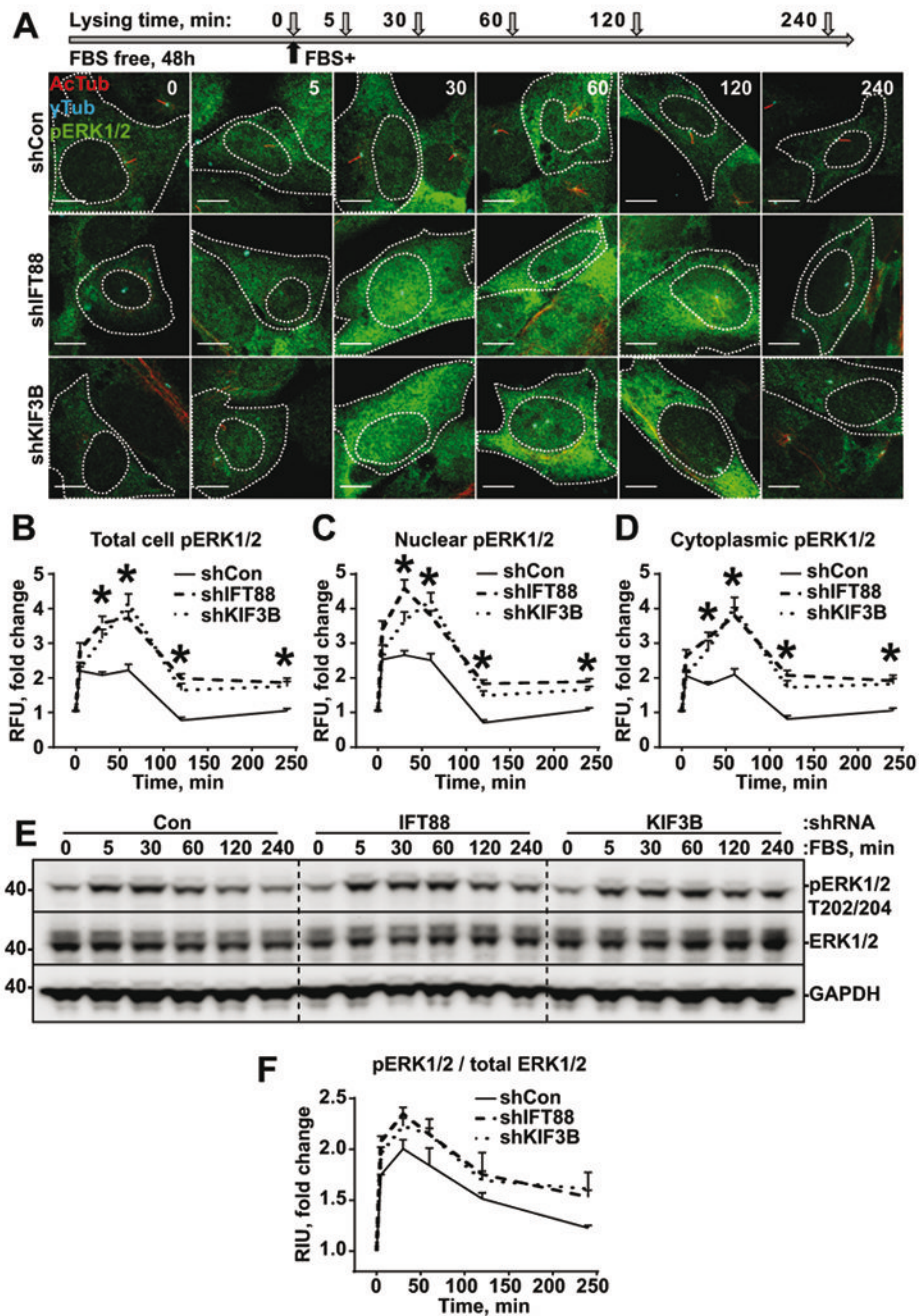 A
Lysing time, min: 0 5 30 60 120 240
FBS free, 48h FBS+
AcTub
γTub
pERK1/2
0 5 30 60 120 240
shCon
shIFT88
shKIF3B
B Total cell pERK1/2
shCon
shIFT88
shKIF3B
* * * *
RFU, fold change
5
4
3
2
1
0
0 50 100 150 200 250
Time, min
C Nuclear pERK1/2
shCon
shIFT88
shKIF3B
* * * *
RFU, fold change
5
4
3
2
1
0
0 50 100 150 200 250
Time, min
D Cytoplasmic pERK1/2
shCon
shIFT88
shKIF3B
* * * *
RFU, fold change
5
4
3
2
1
0
0 50 100 150 200 250
Time, min
E
Con IFT88 KIF3B :shRNA
0 5 30 60 120 240 0 5 30 60 120 240 0 5 30 60 120 240 :FBS, min
40 pERK1/2
T202/204
40 ERK1/2
40 GAPDH
F
pERK1/2 / total ERK1/2
shCon
shIFT88
shKIF3B
RIU, fold change
2.5
2.0
1.5
1.0
0 50 100 150 200 250
Time, min